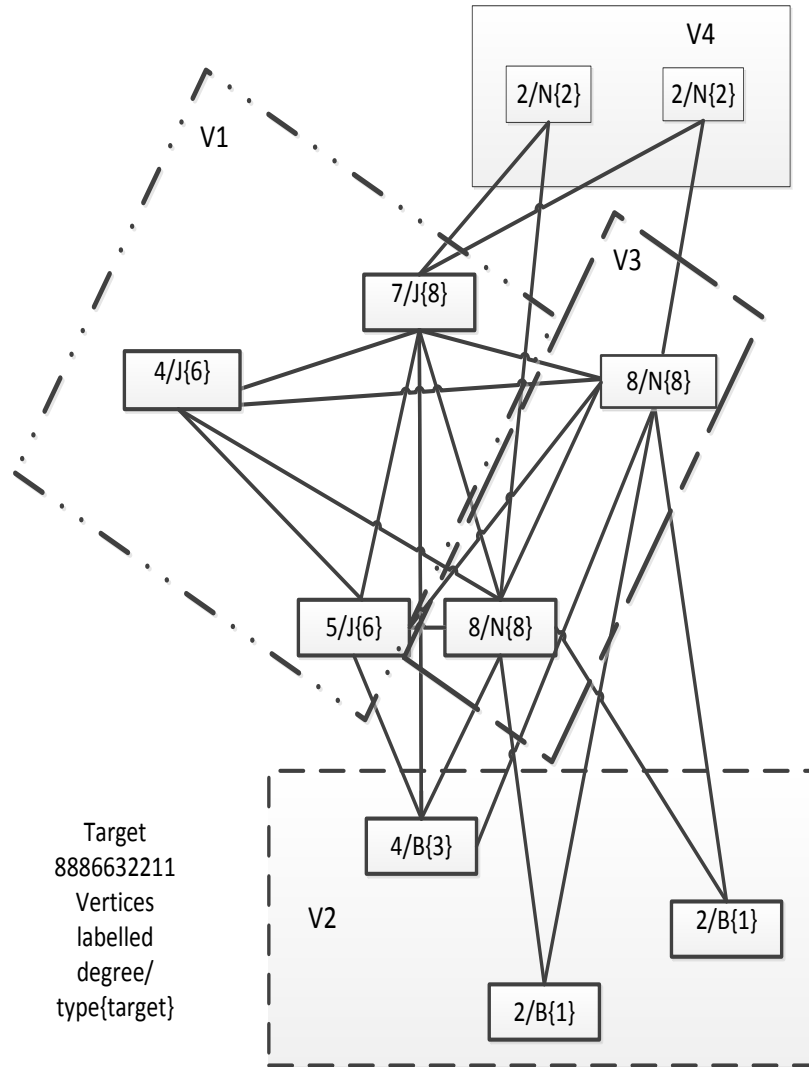 V4
2/N{2} 2/N{2}
V1
V3
7/J{8}
4/J{6} 8/N{8}
5/J{6} 8/N{8}
4/B{3}
V2
2/B{1}
2/B{1}
Target
8886632211
Vertices
labelled
degree/
type{target}